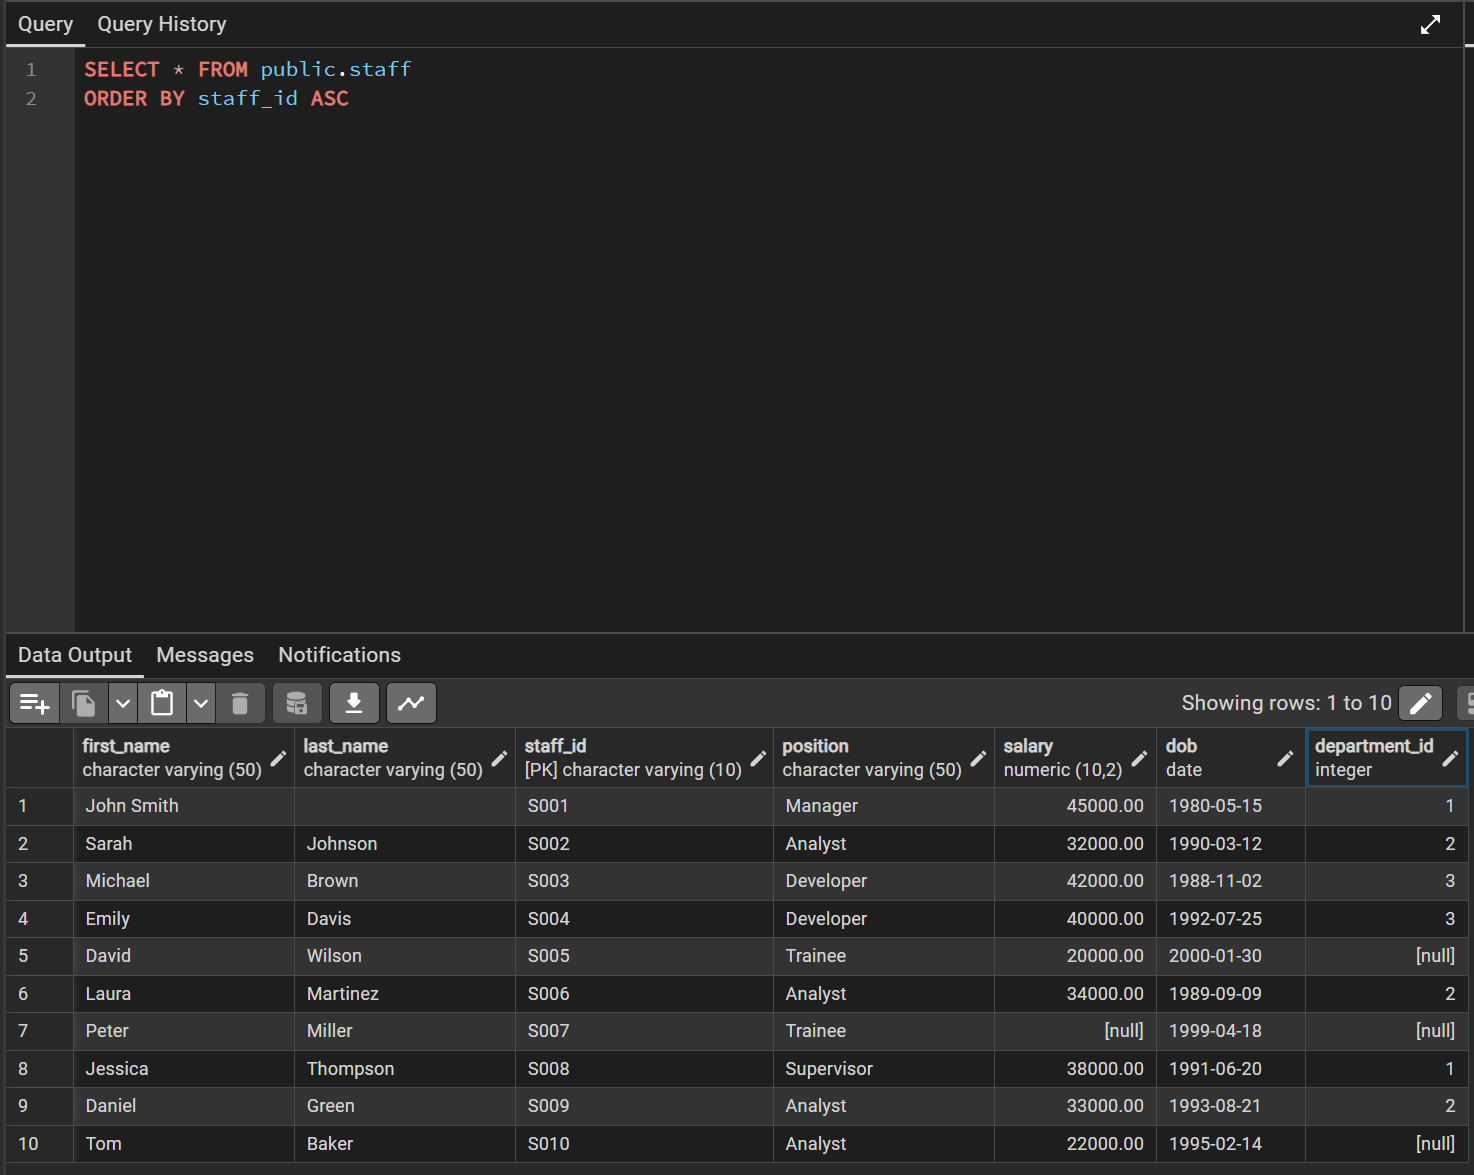 Query Query History
1 SELECT * FROM public.staff
2 ORDER BY staff_id ASC
Data Output Messages Notifications
Showing rows: 1 to 10
first_name last_name staff_id position salary dob department_id
character varying (50) character varying (50) [PK] character varying (10) character varying (50) numeric (10,2) date integer
1 John Smith S001 Manager 45000.00 1980-05-15 1
2 Sarah Johnson S002 Analyst 32000.00 1990-03-12 2
3 Michael Brown S003 Developer 42000.00 1988-11-02 3
4 Emily Davis S004 Developer 40000.00 1992-07-25 3
5 David Wilson S005 Trainee 20000.00 2000-01-30 [null]
6 Laura Martinez S006 Analyst 34000.00 1989-09-09 2
7 Peter Miller S007 Trainee [null] 1999-04-18 [null]
8 Jessica Thompson S008 Supervisor 38000.00 1991-06-20 1
9 Daniel Green S009 Analyst 33000.00 1993-08-21 2
10 Tom Baker S010 Analyst 22000.00 1995-02-14 [null]